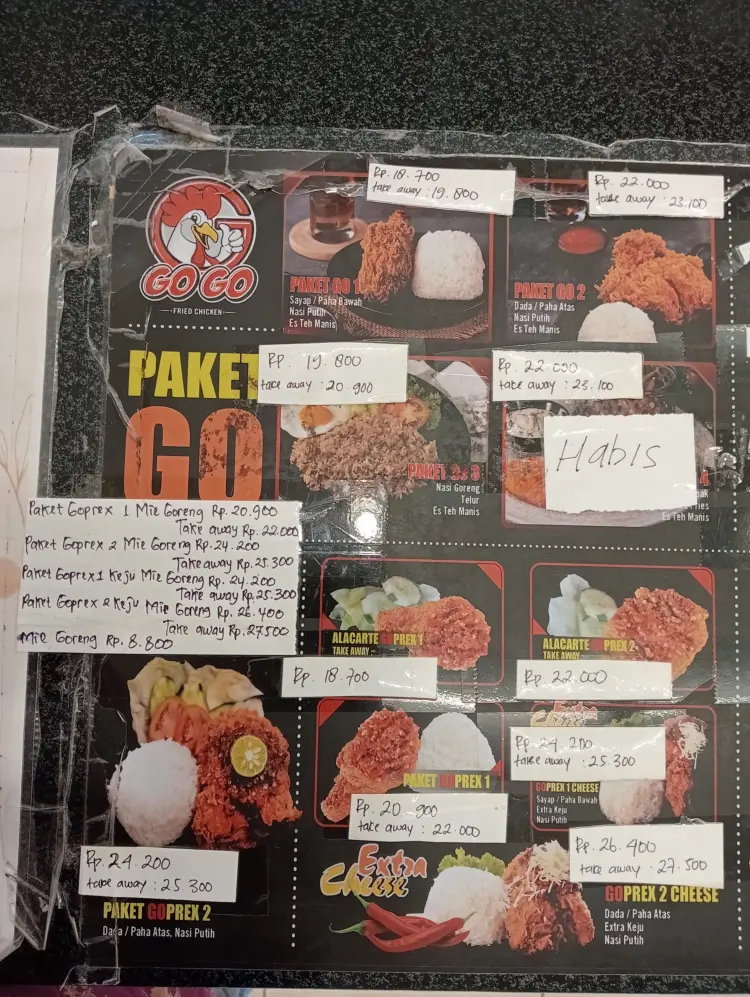 GO GO
FRIED CHICKEN
Rp. 18.700
take away : 19.800
PAKET GO 1
Sayap / Paha Bawah
Nasi Putih
Es Teh Manis
Rp. 22.000
take away : 23.100
PAKET GO 2
Dada / Paha Atas
Nasi Putih
Es Teh Manis
PAKET
GO
Rp. 19.800
take away : 20.900
PAKET Go 3
Nasi Goreng
Telur
Es Teh Manis
Rp. 22.000
take away : 23.100
Habis
4
Es Teh Manis
Paket Goprex 1 Mie Goreng Rp. 20.900
Take away Rp. 22.000
Paket Goprex 2 Mie Goreng Rp. 24.200
Take away Rp. 25.300
Paket Goprex 1 Keju Mie Goreng Rp. 24.200
Take away Rp. 25.300
Paket Goprex 2 Keju Mie Goreng Rp. 26.400
Take away Rp. 27.500
Mie Goreng Rp. 8.800
ALACARTE GOPREX 1
TAKE AWAY
Rp. 18.700
ALACARTE GOPREX 2
TAKE AWAY
Rp. 22.000
PAKET GOPREX 1
Rp. 20.900
take away : 22.000
Extra
Rp. 24.200
take away : 25.300
GOPREX 1 CHEESE
Sayap / Paha Bawah
Extra Keju
Nasi Putih
Rp. 24.200
take away : 25.300
PAKET GOPREX 2
Dada / Paha Atas, Nasi Putih
Extra
Cheese
Rp. 26.400
take away : 27.500
GOPREX 2 CHEESE
Dada / Paha Atas
Extra Keju
Nasi Putih